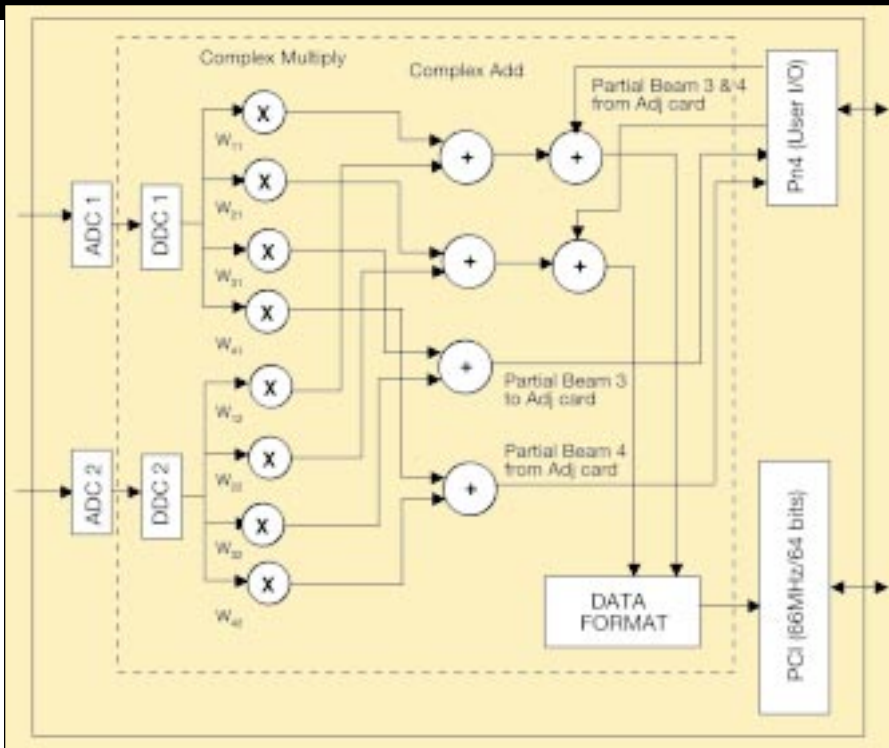 Complex Multiply
Complex Add
Partial Beam 3 & 4
from Adj card
Pn4 (User I/O)
X
W11
+
+
X
W21
ADC 1
DDC 1
X
W31
+
+
X
W41
+
Partial Beam 3
to Adj card
X
W12
Partial Beam 4
from Adj card
X
W22
ADC 2
DDC 2
+
X
W32
X
W42
DATA
FORMAT
PCI (66MHz/64 bits)